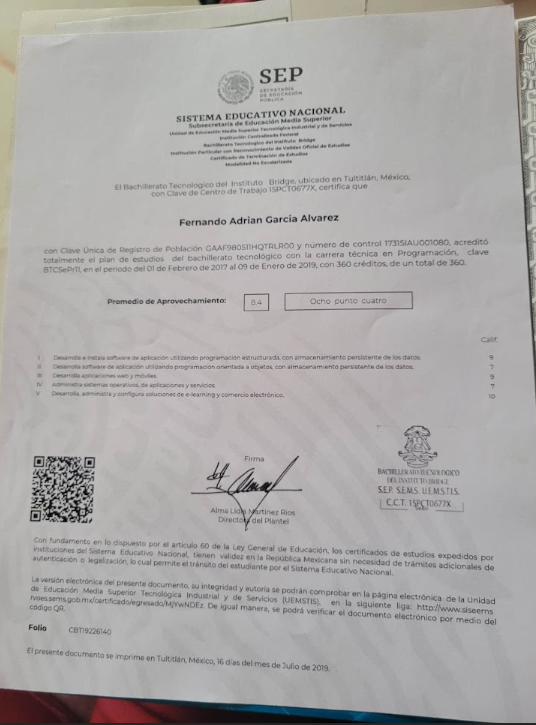 SEP
SECRETARÍA
DE EDUCACIÓN
PÚBLICA
SISTEMA EDUCATIVO NACIONAL
Subsecretaría de Educación Media Superior
Unidad de Educación Media Superior Tecnológica Industrial y de Servicios
Institución Centralizada Federal
Bachillerato Tecnologico del Instituto Bridge
Institución Particular con Reconocimiento de Validez Oficial de Estudios
Certificado de Terminación de Estudios
Modalidad No Escolarizada
El Bachillerato Tecnologico del Instituto Bridge, ubicado en Tultitlán, México,
con Clave de Centro de Trabajo 15PCT0677X, certifica que
Fernando Adrian Garcia Alvarez
con Clave Única de Registro de Población GAAF980511HQTRLR00 y número de control 17315IAU001080, acreditó
totalmente el plan de estudios del bachillerato tecnológico con la carrera técnica en Programación, clave
BTCSePr11, en el periodo del 01 de Febrero de 2017 al 09 de Enero de 2019, con 360 créditos, de un total de 360.
Promedio de Aprovechamiento: 8.4 Ocho punto cuatro
Calif.
I Desarrolla e instala software de aplicación utilizando programación estructurada, con almacenamiento persistente de los datos. 9
II Desarrolla software de aplicación utilizando programación orientada a objetos, con almacenamiento persistente de los datos. 7
III Desarrolla aplicaciones web y móviles. 9
IV Administra sistemas operativos, de aplicaciones y servicios. 7
V Desarrolla, administra y configura soluciones de e-learning y comercio electrónico. 10
Firma
Alma Lidia Martinez Rios
Directora del Plantel
BACHILLERATO TECNOLOGICO
DEL INSTITUTO BRIDGE
S.E.P. S.E.M.S. U.E.M.S.T.I.S.
C.C.T. 15PCT0677X
Con fundamento en lo dispuesto por el artículo 60 de la Ley General de Educación, los certificados de estudios expedidos por
instituciones del Sistema Educativo Nacional, tienen validez en la República Mexicana sin necesidad de trámites adicionales de
autenticación o legalización, lo cual permite el tránsito del estudiante por el Sistema Educativo Nacional.
La versión electrónica del presente documento, su integridad y autoría se podrán comprobar en la página electrónica de la Unidad
de Educación Media Superior Tecnológica Industrial y de Servicios (UEMSTIS), en la siguiente liga: http://www.siseems
rvoes.sems.gob.mx/certificado/egresado/MjYwNDEz. De igual manera, se podrá verificar el documento electrónico por medio del
código QR.
Folio CBT19226140
El presente documento se imprime en Tultitlán, México, 16 días del mes de Julio de 2019.